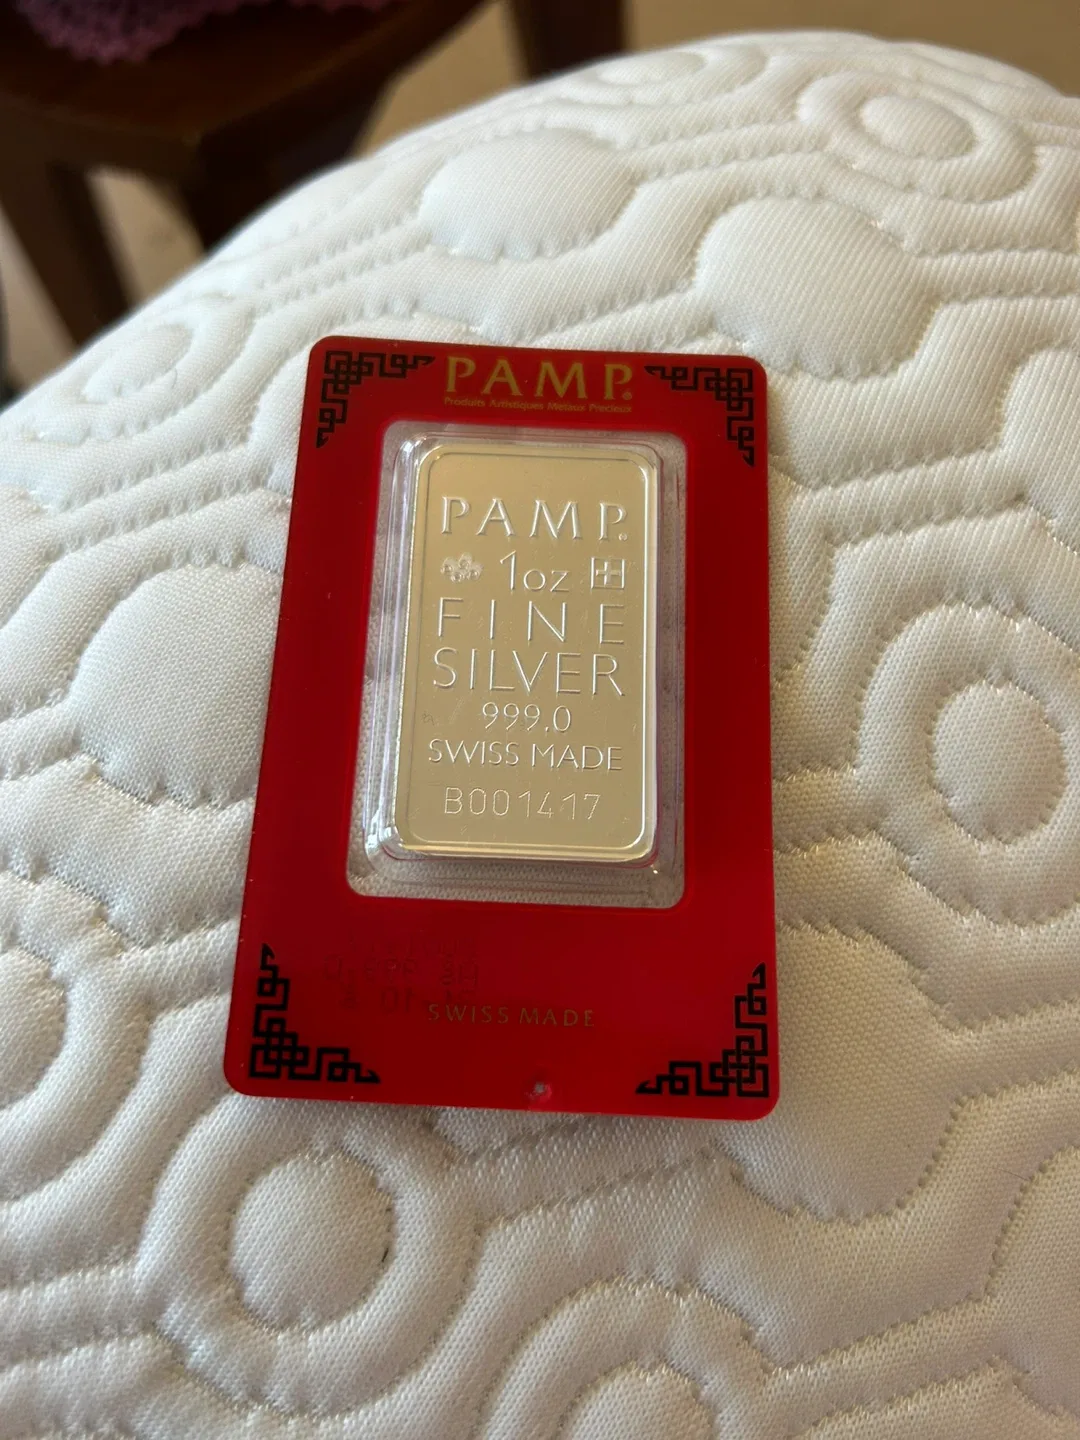 PAMP.
Produits Artistiques Métaux Précieux
PAMP.
1oz
FINE
SILVER
999.0
SWISS MADE
B001417
SWISS MADE